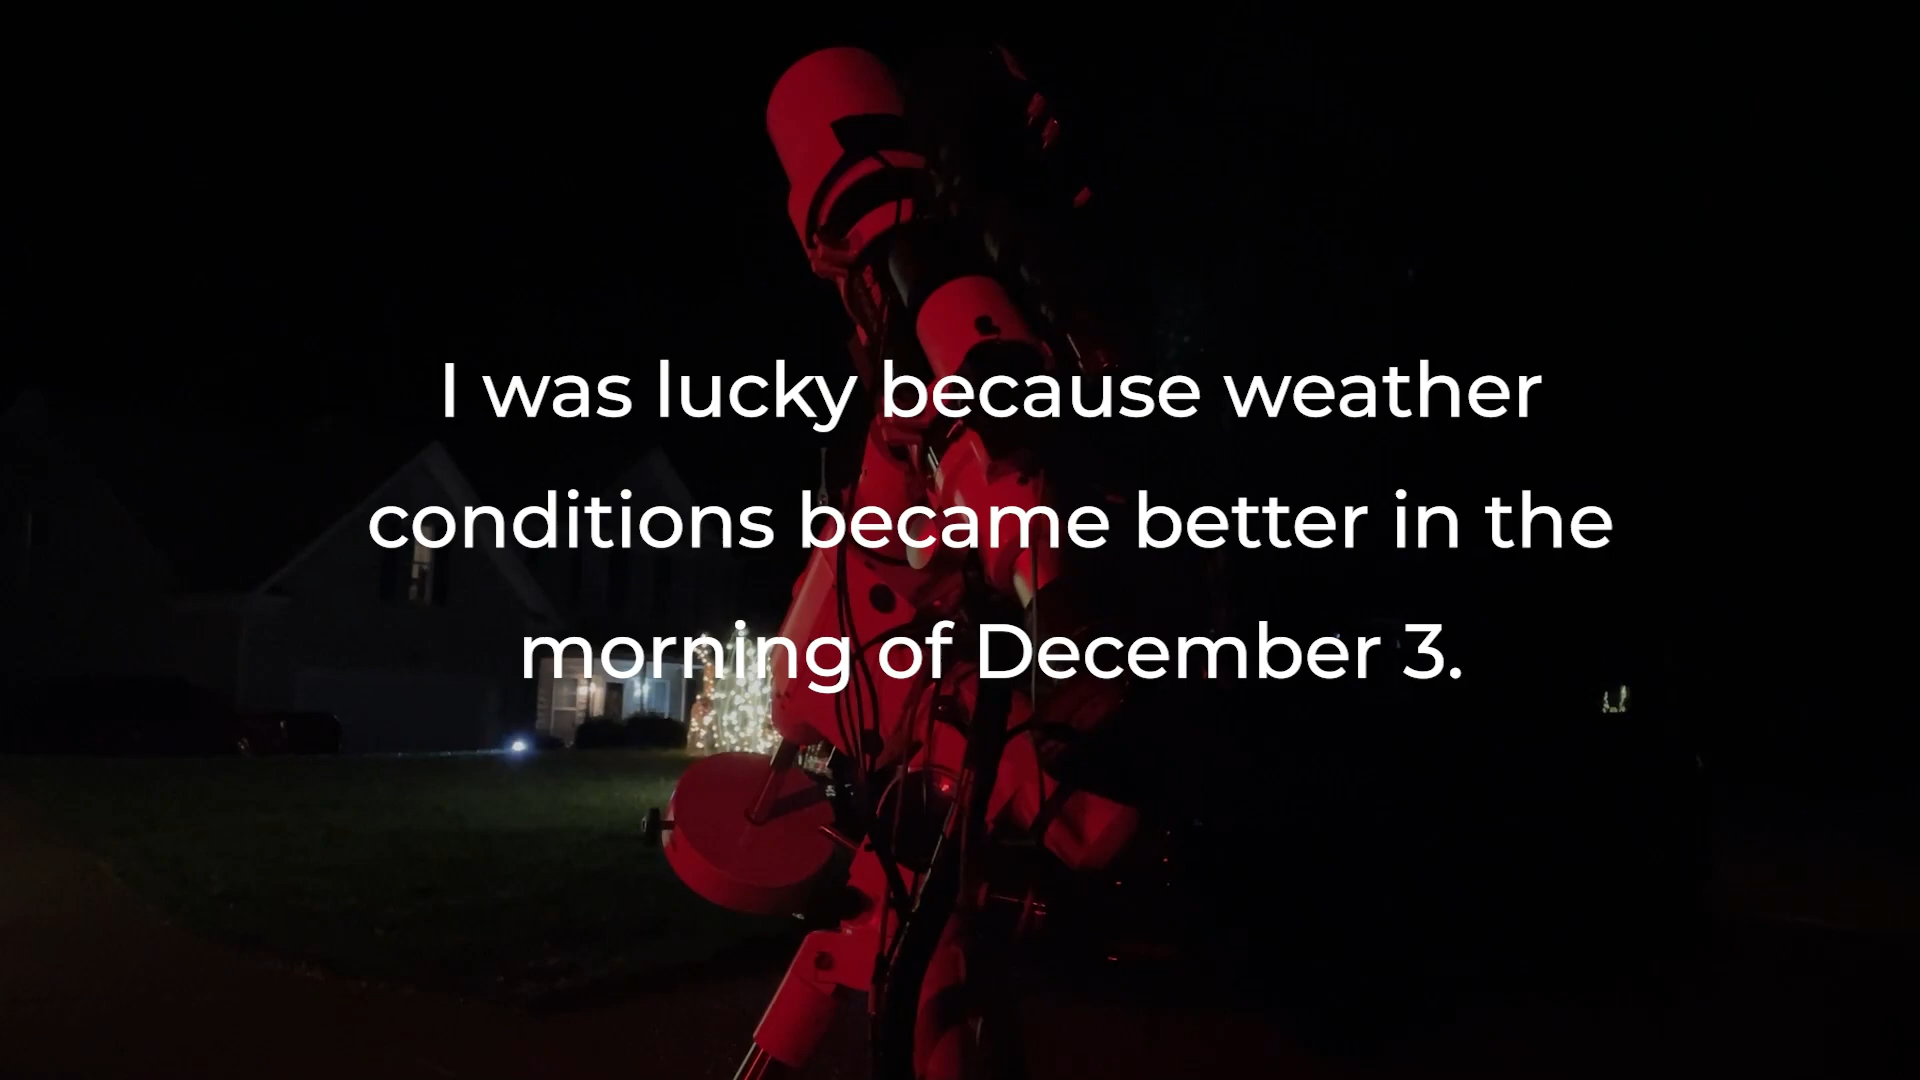 I was lucky because weather
conditions became better in the
morning of December 3.